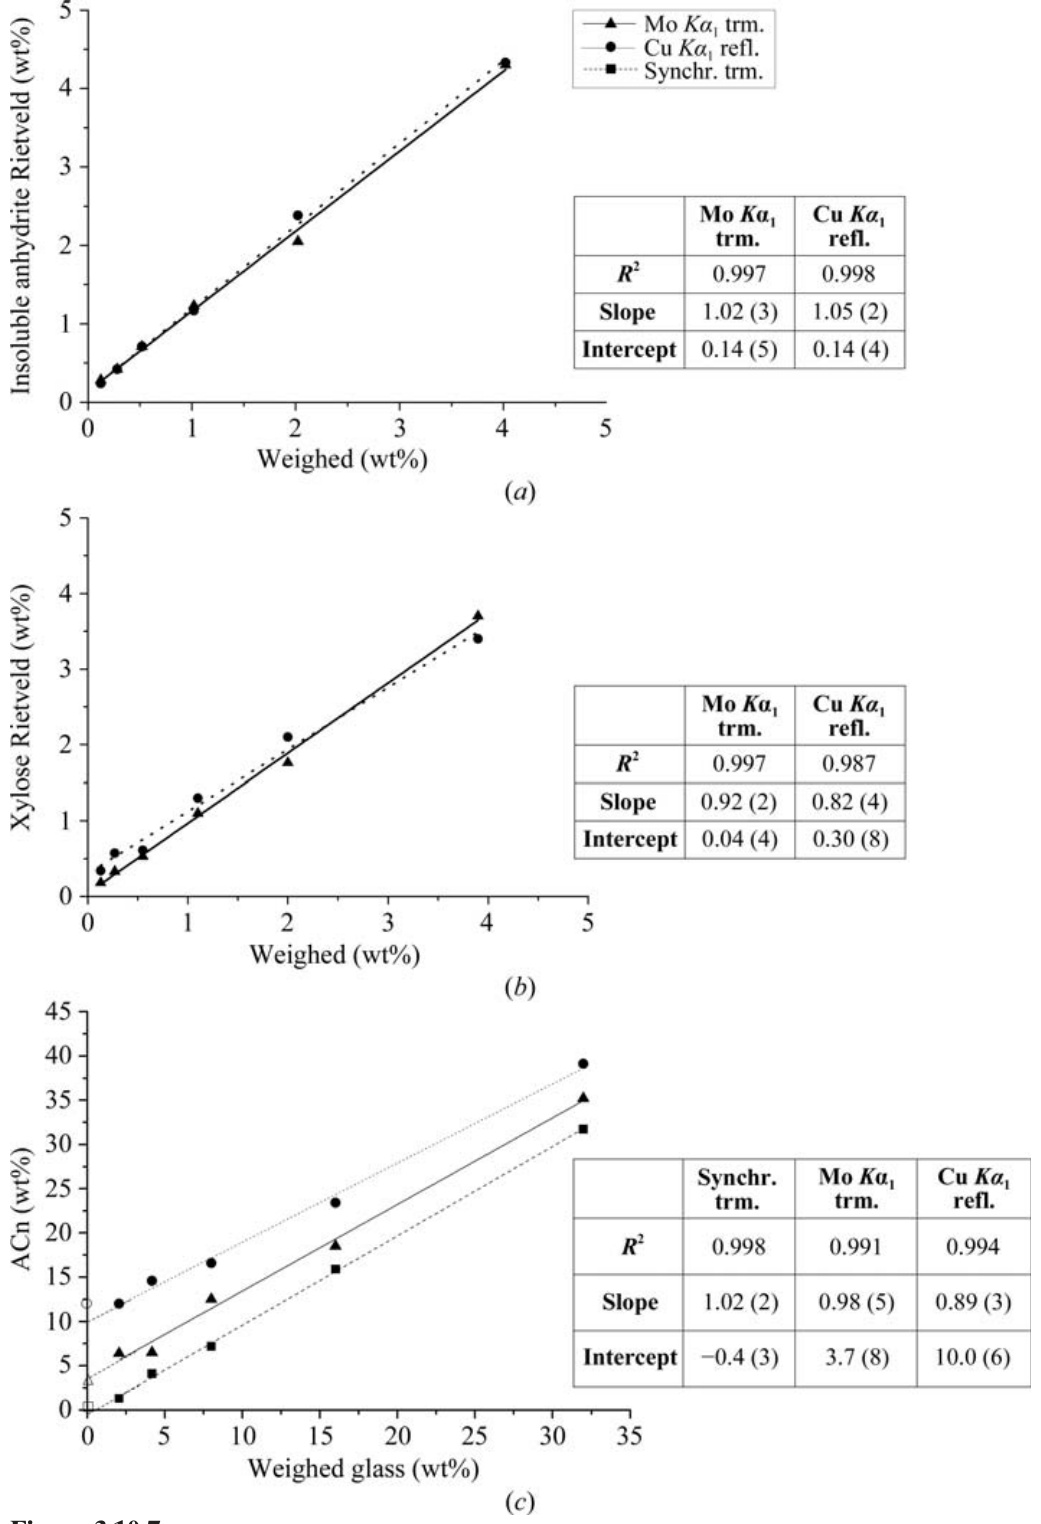 5
4
3
2
1
0
Insoluble anhydrite Rietveld (wt%)
0 1 2 3 4 5
Weighed (wt%)
Mo Kα1 trm.
Cu Kα1 refl.
Synchr. trm.
Mo Kα1 trm. Cu Kα1 refl.
R2 0.997 0.998
Slope 1.02 (3) 1.05 (2)
Intercept 0.14 (5) 0.14 (4)
(a)
5
4
3
2
1
0
Xylose Rietveld (wt%)
0 1 2 3 4 5
Weighed (wt%)
Mo Kα1 trm. Cu Kα1 refl.
R2 0.997 0.987
Slope 0.92 (2) 0.82 (4)
Intercept 0.04 (4) 0.30 (8)
(b)
45
40
35
30
25
20
15
10
5
0
ACn (wt%)
0 5 10 15 20 25 30 35
Weighed glass (wt%)
Synchr. trm. Mo Kα1 trm. Cu Kα1 refl.
R2 0.998 0.991 0.994
Slope 1.02 (2) 0.98 (5) 0.89 (3)
Intercept −0.4 (3) 3.7 (8) 10.0 (6)
(c)